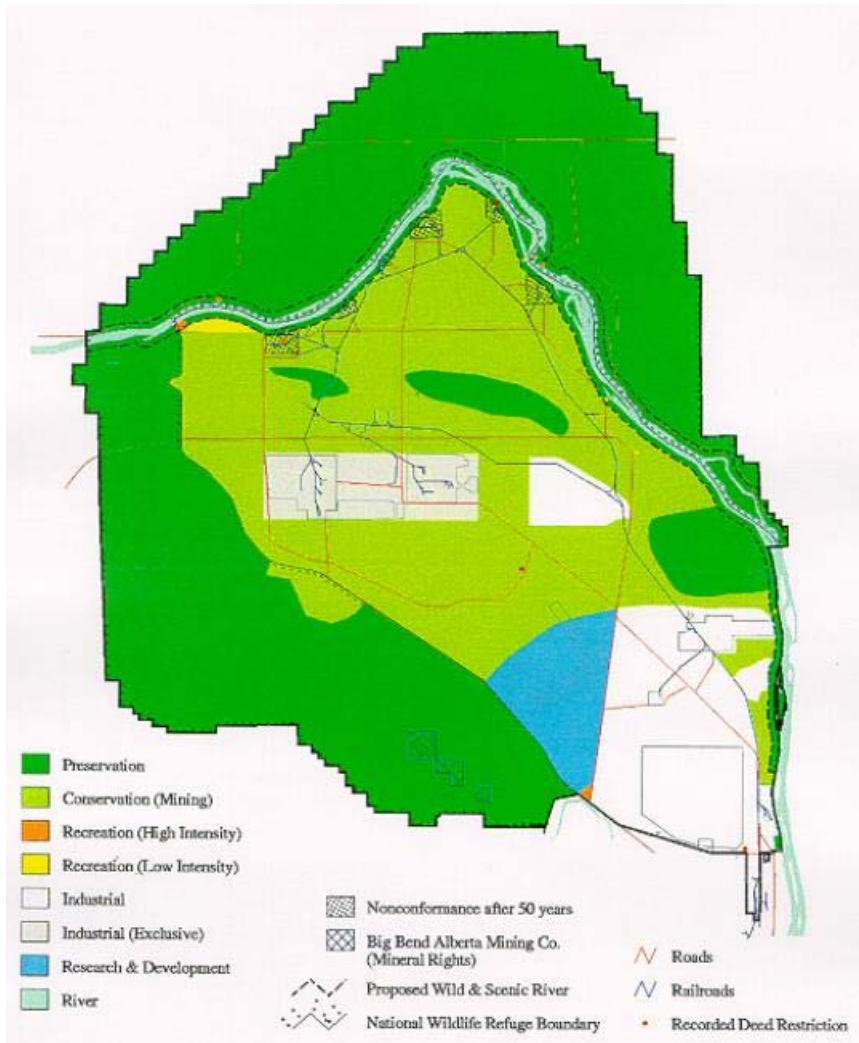 Preservation
Conservation (Mining)
Recreation (High Intensity)
Recreation (Low Intensity)
Industrial
Industrial (Exclusive)
Research & Development
River
Nonconformance after 50 years
Big Bend Alberta Mining Co.
(Mineral Rights)
Proposed Wild & Scenic River
National Wildlife Refuge Boundary
Roads
Railroads
Recorded Deed Restriction